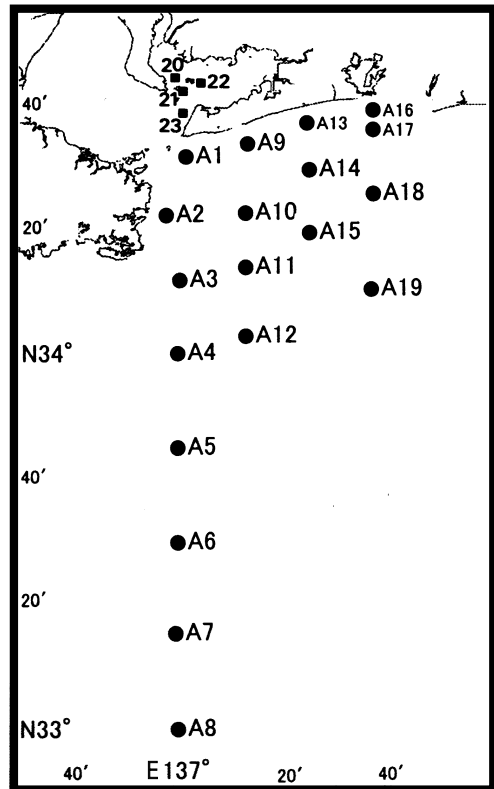 20
~ 22
21
40′
23
A16
A13
A17
A9
A1
A14
A18
A2
A10
20′
A15
A11
A3
A19
A12
N34°
A4
A5
40′
A6
20′
A7
N33°
A8
40′
E137°
20′
40′